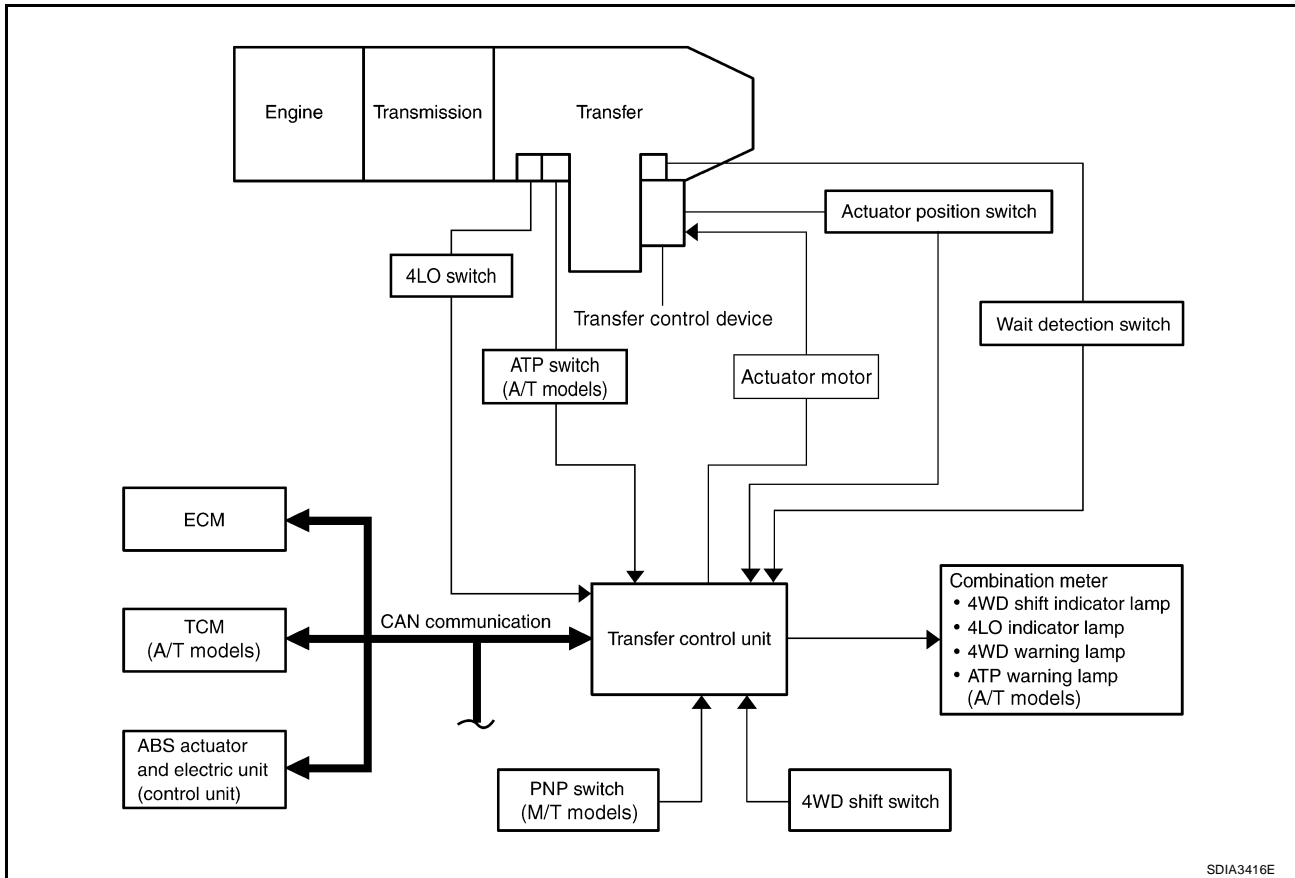 Engine
Transmission
Transfer
Actuator position switch
4LO switch
Transfer control device
Wait detection switch
ATP switch
(A/T models)
Actuator motor
ECM
TCM
(A/T models)
CAN communication
Transfer control unit
Combination meter
• 4WD shift indicator lamp
• 4LO indicator lamp
• 4WD warning lamp
• ATP warning lamp
(A/T models)
ABS actuator
and electric unit
(control unit)
PNP switch
(M/T models)
4WD shift switch
SDIA3416E